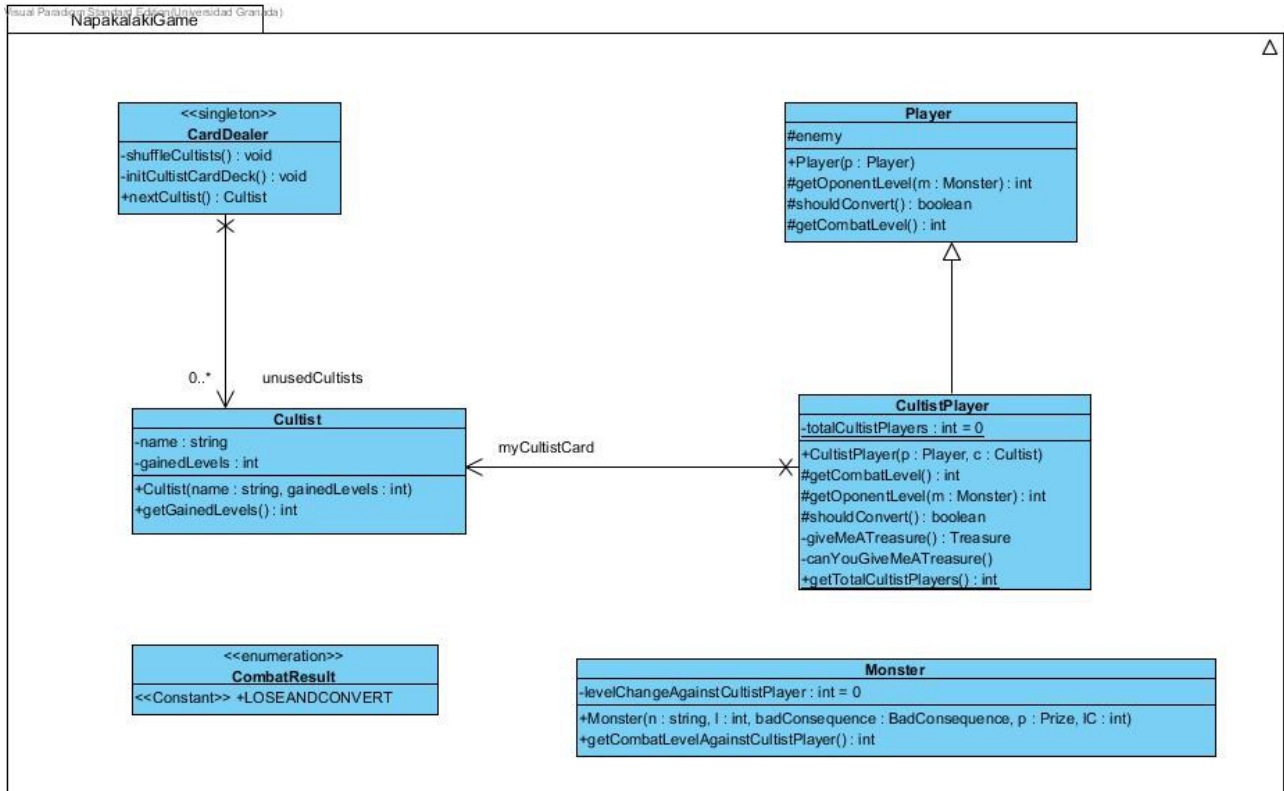 Visual Paradigm Standard Edition(Universidad Granada)
NapakalakiGame
<<singleton>>
CardDealer
-shuffleCultists() : void
-initCultistCardDeck() : void
+nextCultist() : Cultist
Player
#enemy
+Player(p : Player)
#getOponentLevel(m : Monster) : int
#shouldConvert() : boolean
#getCombatLevel() : int
0..*
unusedCultists
Cultist
-name : string
-gainedLevels : int
+Cultist(name : string, gainedLevels : int)
+getGainedLevels() : int
myCultistCard
CultistPlayer
-totalCultistPlayers : int = 0
+CultistPlayer(p : Player, c : Cultist)
#getCombatLevel() : int
#getOponentLevel(m : Monster) : int
#shouldConvert() : boolean
-giveMeATreasure() : Treasure
-canYouGiveMeATreasure()
+getTotalCultistPlayers() : int
<<enumeration>>
CombatResult
<<Constant>> +LOSEANDCONVERT
Monster
-levelChangeAgainstCultistPlayer : int = 0
+Monster(n : string, l : int, badConsequence : BadConsequence, p : Prize, lC : int)
+getCombatLevelAgainstCultistPlayer() : int